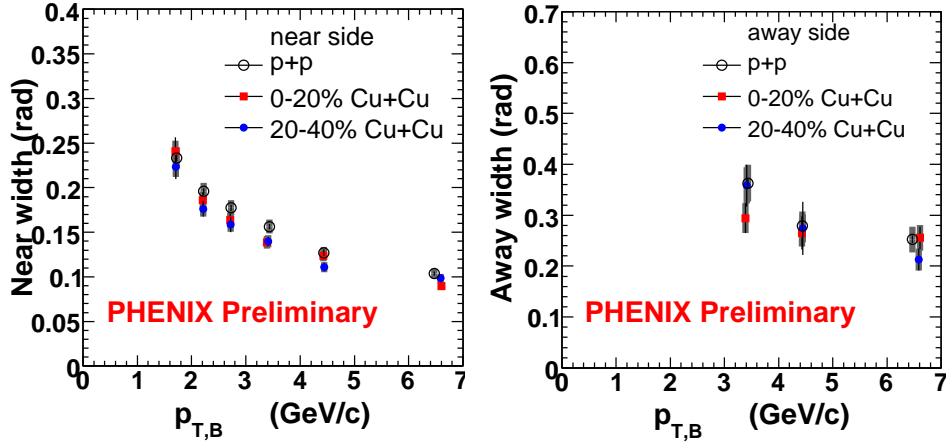 0.4
0.35
0.3
0.25
0.2
0.15
0.1
0.05
0
Near width (rad)
near side
p+p
0-20% Cu+Cu
20-40% Cu+Cu
PHENIX Preliminary
0 1 2 3 4 5 6 7
p T,B (GeV/c)
0.7
0.6
0.5
0.4
0.3
0.2
0.1
0
Away width (rad)
away side
p+p
0-20% Cu+Cu
20-40% Cu+Cu
PHENIX Preliminary
0 1 2 3 4 5 6 7
p T,B (GeV/c)